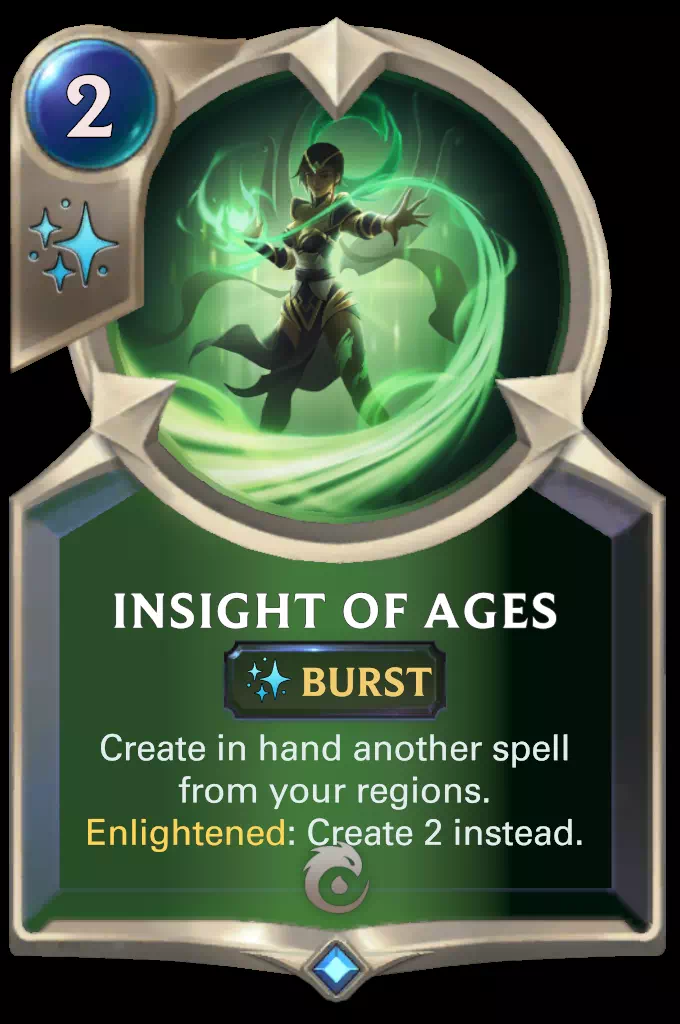 2
INSIGHT OF AGES
BURST
Create in hand another spell
from your regions.
Enlightened: Create 2 instead.